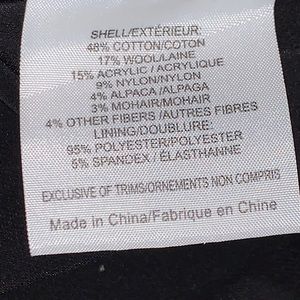 SHELL/EXTÉRIEUR:
48% COTTON/COTON
17% WOOL/LAINE
15% ACRYLIC / ACRYLIQUE
9% NYLON/NYLON
4% ALPACA /ALPAGA
3% MOHAIR/MOHAIR
4% OTHER FIBERS /AUTRES FIBRES
LINING/DOUBLURE:
95% POLYESTER/POLYESTER
5% SPANDEX / ÉLASTHANNE
EXCLUSIVE OF TRIMS/ORNEMENTS NON COMPRIS
Made in China/Fabrique en Chine